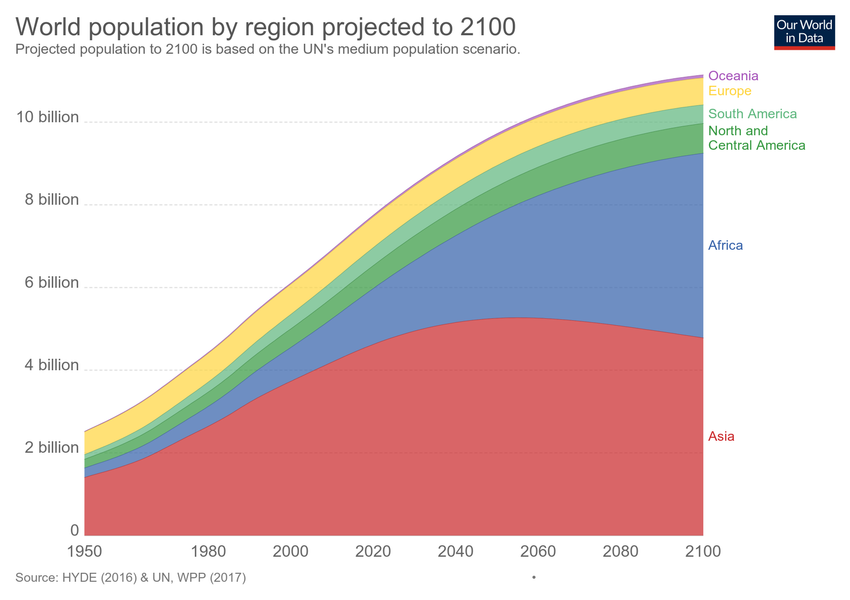 World population by region projected to 2100
Projected population to 2100 is based on the UN's medium population scenario.
Our World
in Data
Oceania
Europe
South America
North and
Central America
Africa
Asia
10 billion
8 billion
6 billion
4 billion
2 billion
0
1950 1980 2000 2020 2040 2060 2080 2100
Source: HYDE (2016) & UN, WPP (2017)